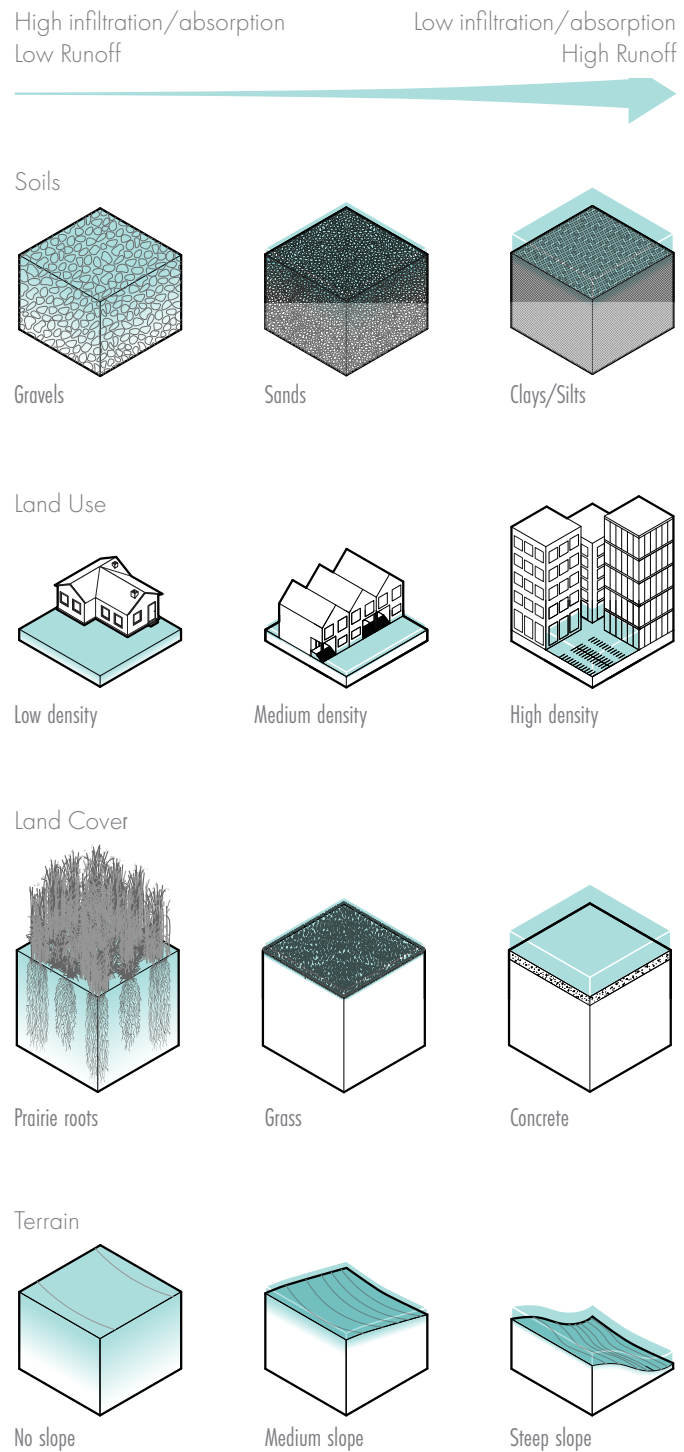 High infiltration/absorption
Low Runoff
Low infiltration/absorption
High Runoff
Soils
Gravels
Sands
Clays/Silts
Land Use
Low density
Medium density
High density
Land Cover
Prairie roots
Grass
Concrete
Terrain
No slope
Medium slope
Steep slope